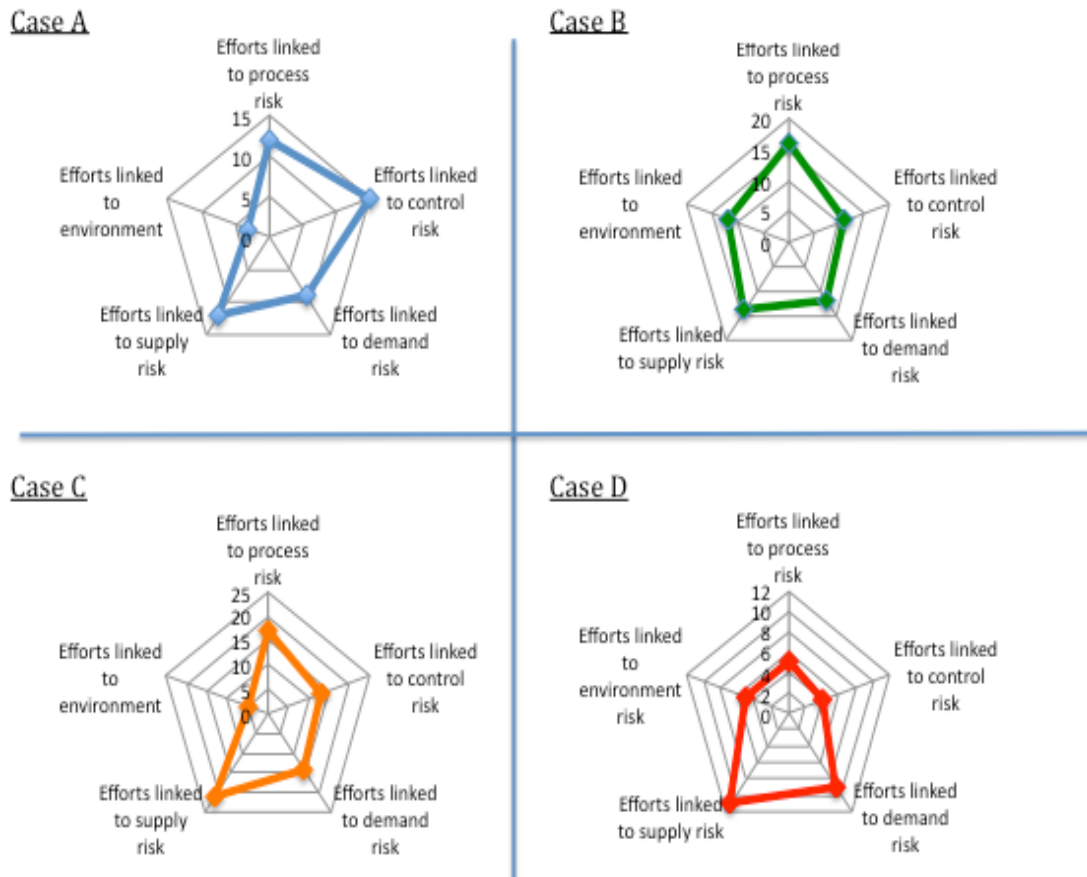 Case A
Efforts linked
to process
risk
15
10
5
0
Efforts linked
to control
risk
Efforts linked
to demand
risk
Efforts linked
to supply
risk
Efforts linked
to
environment
Case B
Efforts linked
to process
risk
20
15
10
5
0
Efforts linked
to control
risk
Efforts linked
to demand
risk
Efforts linked
to supply risk
Efforts linked
to
environment
Case C
Efforts linked
to process
risk
25
20
15
10
5
0
Efforts linked
to control
risk
Efforts linked
to demand
risk
Efforts linked
to supply
risk
Efforts linked
to
environment
Case D
Efforts linked
to process
risk
12
10
8
6
4
2
0
Efforts linked
to control
risk
Efforts linked
to demand
risk
Efforts linked
to supply risk
Efforts linked
to
environment
risk